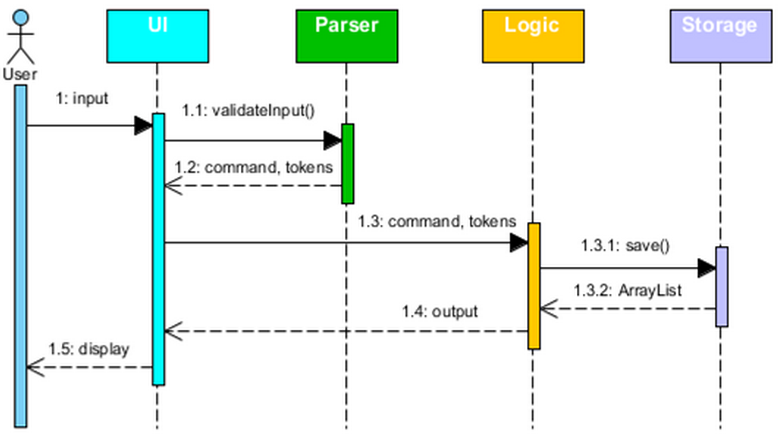 UI
Parser
Logic
Storage
User
1: input
1.1: validateInput()
1.2: command, tokens
1.3: command, tokens
1.3.1: save()
1.3.2: ArrayList
1.4: output
1.5: display